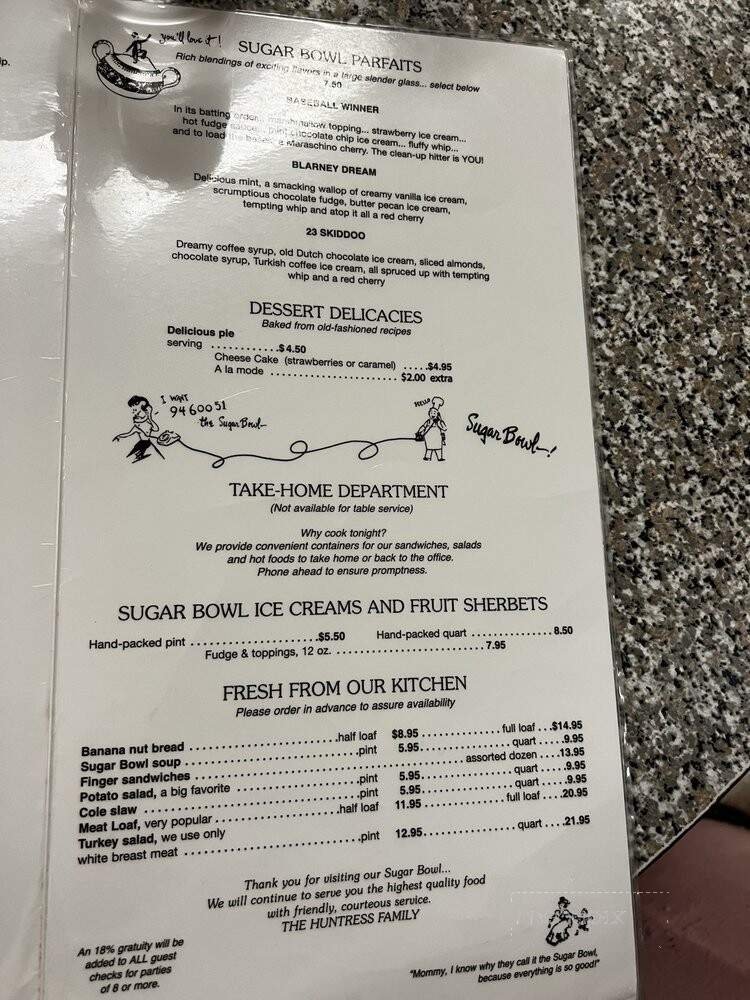 ip.
you'll love it!
SUGAR BOWL PARFAITS
Rich blendings of exciting flavors in a large slender glass... select below
7.50
BASEBALL WINNER
In its batting order... marshmallow topping... strawberry ice cream...
hot fudge sauce... mint chocolate chip ice cream... fluffy whip...
and to load the bases, a Maraschino cherry. The clean-up hitter is YOU!
BLARNEY DREAM
Delicious mint, a smacking wallop of creamy vanilla ice cream,
scrumptious chocolate fudge, butter pecan ice cream,
tempting whip and atop it all a red cherry
23 SKIDDOO
Dreamy coffee syrup, old Dutch chocolate ice cream, sliced almonds,
chocolate syrup, Turkish coffee ice cream, all spruced up with tempting
whip and a red cherry
DESSERT DELICACIES
Baked from old-fashioned recipes
Delicious pie
serving ............$4.50
Cheese Cake (strawberries or caramel) .....$4.95
A la mode ....................... $2.00 extra
I WANT
9460051
the Sugar Bowl
HELLO
Sugar Bowl!
TAKE-HOME DEPARTMENT
(Not available for table service)
Why cook tonight?
We provide convenient containers for our sandwiches, salads
and hot foods to take home or back to the office.
Phone ahead to ensure promptness.
SUGAR BOWL ICE CREAMS AND FRUIT SHERBETS
Hand-packed pint ......................$5.50 Hand-packed quart ..............8.50
Fudge & toppings, 12 oz. ..........................7.95
FRESH FROM OUR KITCHEN
Please order in advance to assure availability
Banana nut bread .........................half loaf $8.95 ..............full loaf ...$14.95
Sugar Bowl soup ............................pint 5.95................quart .....9.95
Finger sandwiches ............................................assorted dozen ....13.95
Potato salad, a big favorite ....................pint 5.95................quart ....9.95
Cole slaw ....................................pint 5.95................quart ....9.95
Meat Loaf, very popular ....................half loaf 11.95 ..............full loaf ....20.95
Turkey salad, we use only
white breast meat ............................pint 12.95................quart ....21.95
Thank you for visiting our Sugar Bowl...
We will continue to serve you the highest quality food
with friendly, courteous service.
THE HUNTRESS FAMILY
An 18% gratuity will be
added to ALL guest
checks for parties
of 8 or more.
"Mommy, I know why they call it the Sugar Bowl,
because everything is so good!"